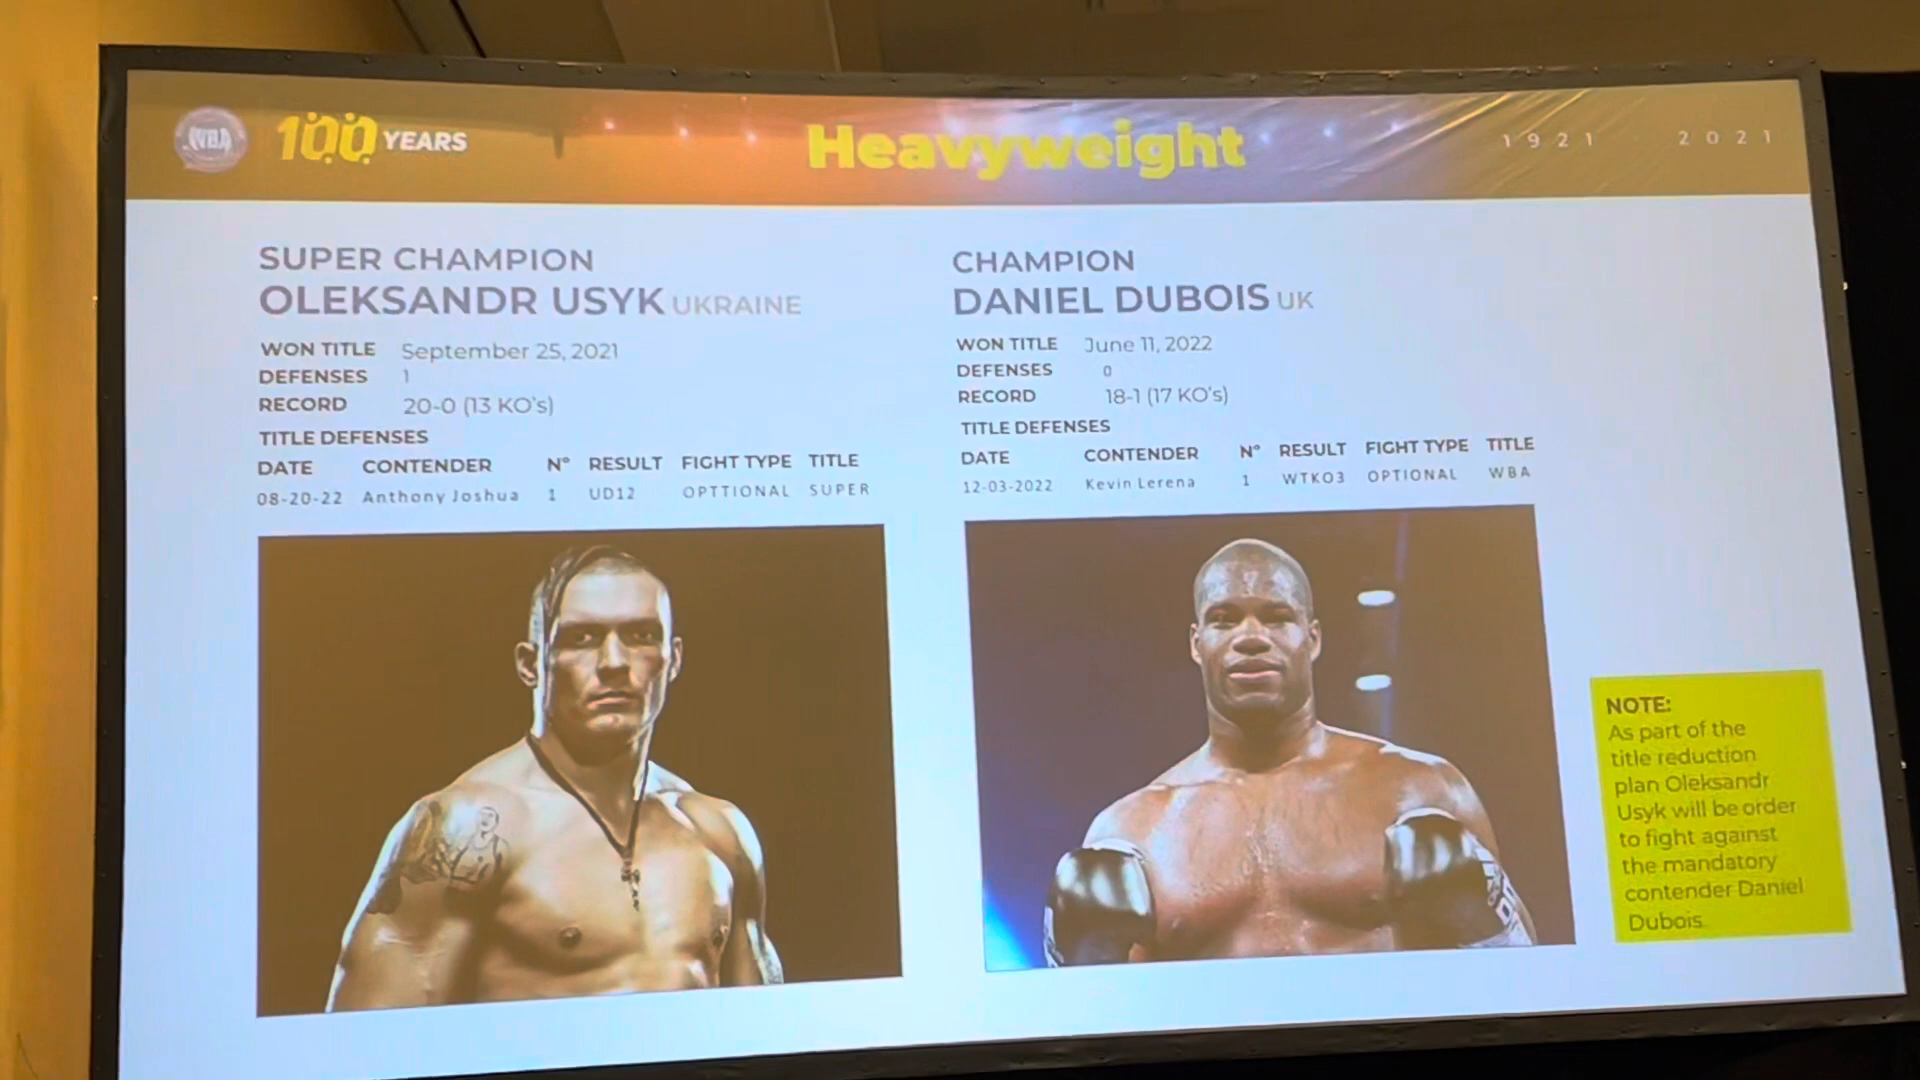 WBA 100 YEARS
Heavyweight
1921 2021
SUPER CHAMPION
OLEKSANDR USYK UKRAINE
WON TITLE September 25, 2021
DEFENSES 1
RECORD 20-0 (13 KO's)
TITLE DEFENSES
DATE CONTENDER Nº RESULT FIGHT TYPE TITLE
08-20-22 Anthony Joshua 1 UD12 OPTTIONAL SUPER
CHAMPION
DANIEL DUBOIS UK
WON TITLE June 11, 2022
DEFENSES 0
RECORD 18-1 (17 KO's)
TITLE DEFENSES
DATE CONTENDER Nº RESULT FIGHT TYPE TITLE
12-03-2022 Kevin Lerena 1 WTKO3 OPTIONAL WBA
NOTE:
As part of the
title reduction
plan Oleksandr
Usyk will be order
to fight against
the mandatory
contender Daniel
Dubois.